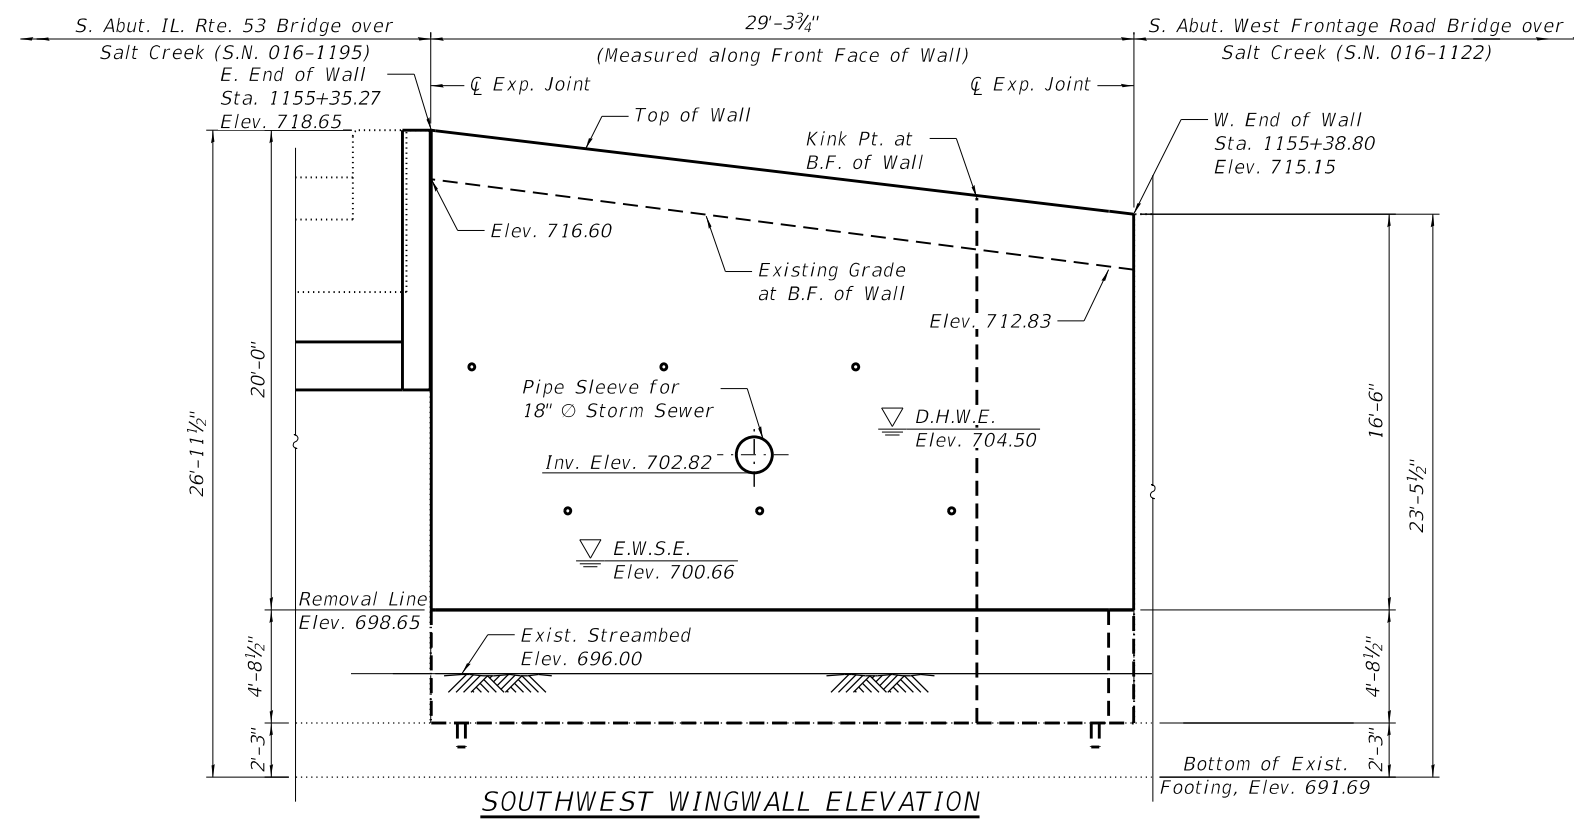 S. Abut. IL. Rte. 53 Bridge over
Salt Creek (S.N. 016-1195)
29'-3¾"
(Measured along Front Face of Wall)
S. Abut. West Frontage Road Bridge over
Salt Creek (S.N. 016-1122)
E. End of Wall
Sta. 1155+35.27
Elev. 718.65
℄ Exp. Joint
℄ Exp. Joint
Top of Wall
Kink Pt. at
B.F. of Wall
W. End of Wall
Sta. 1155+38.80
Elev. 715.15
Elev. 716.60
Existing Grade
at B.F. of Wall
Elev. 712.83
Pipe Sleeve for
18" ∅ Storm Sewer
Inv. Elev. 702.82
D.H.W.E.
Elev. 704.50
E.W.S.E.
Elev. 700.66
26'-11½"
20'-0"
16'-6"
23'-5½"
Removal Line
Elev. 698.65
Exist. Streambed
Elev. 696.00
4'-8½"
4'-8½"
2'-3"
2'-3"
Bottom of Exist.
Footing, Elev. 691.69
SOUTHWEST WINGWALL ELEVATION